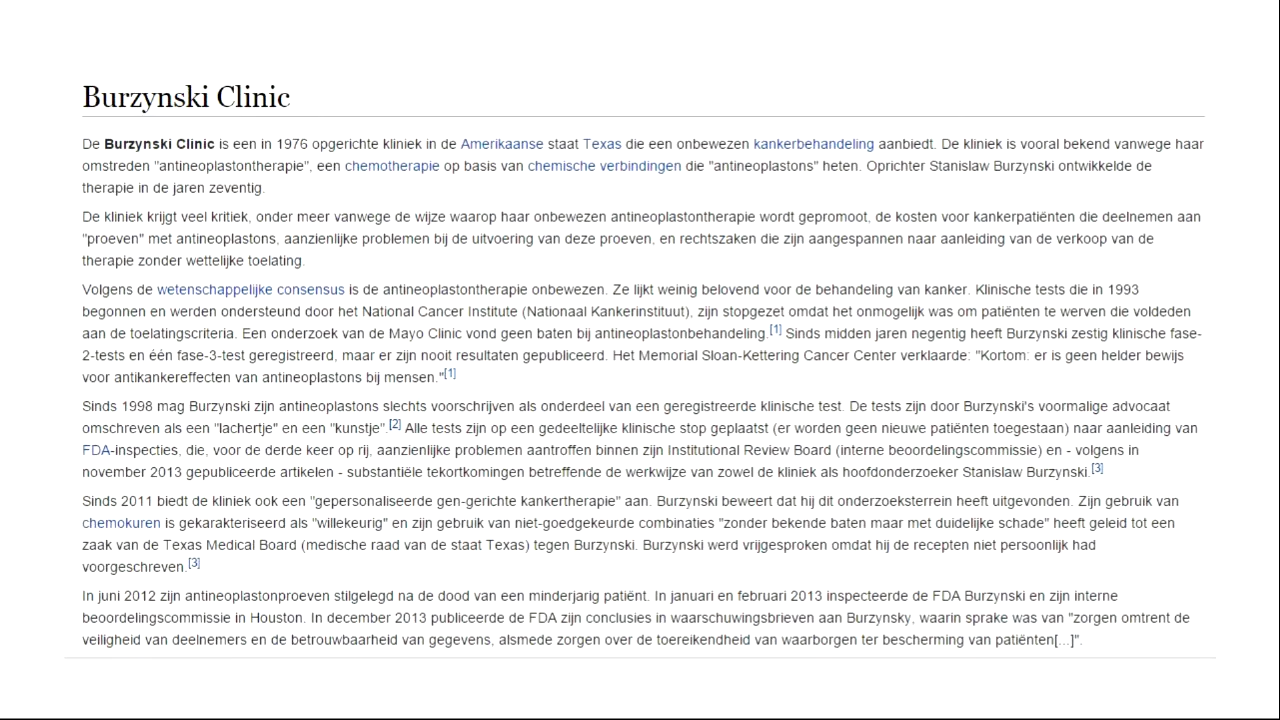 Burzynski Clinic
De Burzynski Clinic is een in 1976 opgerichte kliniek in de Amerikaanse staat Texas die een onbewezen kankerbehandeling aanbiedt. De kliniek is vooral bekend vanwege haar
omstreden "antineoplastontherapie", een chemotherapie op basis van chemische verbindingen die "antineoplastons" heten. Oprichter Stanislaw Burzynski ontwikkelde de
therapie in de jaren zeventig.
De kliniek krijgt veel kritiek, onder meer vanwege de wijze waarop haar onbewezen antineoplastontherapie wordt gepromoot, de kosten voor kankerpatiënten die deelnemen aan
"proeven" met antineoplastons, aanzienlijke problemen bij de uitvoering van deze proeven, en rechtszaken die zijn aangespannen naar aanleiding van de verkoop van de
therapie zonder wettelijke toelating.
Volgens de wetenschappelijke consensus is de antineoplastontherapie onbewezen. Ze lijkt weinig belovend voor de behandeling van kanker. Klinische tests die in 1993
begonnen en werden ondersteund door het National Cancer Institute (Nationaal Kankerinstituut), zijn stopgezet omdat het onmogelijk was om patiënten te werven die voldeden
aan de toelatingscriteria. Een onderzoek van de Mayo Clinic vond geen baten bij antineoplastonbehandeling.[1] Sinds midden jaren negentig heeft Burzynski zestig klinische fase-
2-tests en één fase-3-test geregistreerd, maar er zijn nooit resultaten gepubliceerd. Het Memorial Sloan-Kettering Cancer Center verklaarde: "Kortom: er is geen helder bewijs
voor antikankereffecten van antineoplastons bij mensen."[1]
Sinds 1998 mag Burzynski zijn antineoplastons slechts voorschrijven als onderdeel van een geregistreerde klinische test. De tests zijn door Burzynski's voormalige advocaat
omschreven als een "lachertje" en een "kunstje".[2] Alle tests zijn op een gedeeltelijke klinische stop geplaatst (er worden geen nieuwe patiënten toegestaan) naar aanleiding van
FDA-inspecties, die, voor de derde keer op rij, aanzienlijke problemen aantroffen binnen zijn Institutional Review Board (interne beoordelingscommissie) en - volgens in
november 2013 gepubliceerde artikelen - substantiële tekortkomingen betreffende de werkwijze van zowel de kliniek als hoofdonderzoeker Stanislaw Burzynski.[3]
Sinds 2011 biedt de kliniek ook een "gepersonaliseerde gen-gerichte kankertherapie" aan. Burzynski beweert dat hij dit onderzoeksterrein heeft uitgevonden. Zijn gebruik van
chemokuren is gekarakteriseerd als "willekeurig" en zijn gebruik van niet-goedgekeurde combinaties "zonder bekende baten maar met duidelijke schade" heeft geleid tot een
zaak van de Texas Medical Board (medische raad van de staat Texas) tegen Burzynski. Burzynski werd vrijgesproken omdat hij de recepten niet persoonlijk had
voorgeschreven.[3]
In juni 2012 zijn antineoplastonproeven stilgelegd na de dood van een minderjarig patiënt. In januari en februari 2013 inspecteerde de FDA Burzynski en zijn interne
beoordelingscommissie in Houston. In december 2013 publiceerde de FDA zijn conclusies in waarschuwingsbrieven aan Burzynsky, waarin sprake was van "zorgen omtrent de
veiligheid van deelnemers en de betrouwbaarheid van gegevens, alsmede zorgen over de toereikendheid van waarborgen ter bescherming van patiënten[...]".